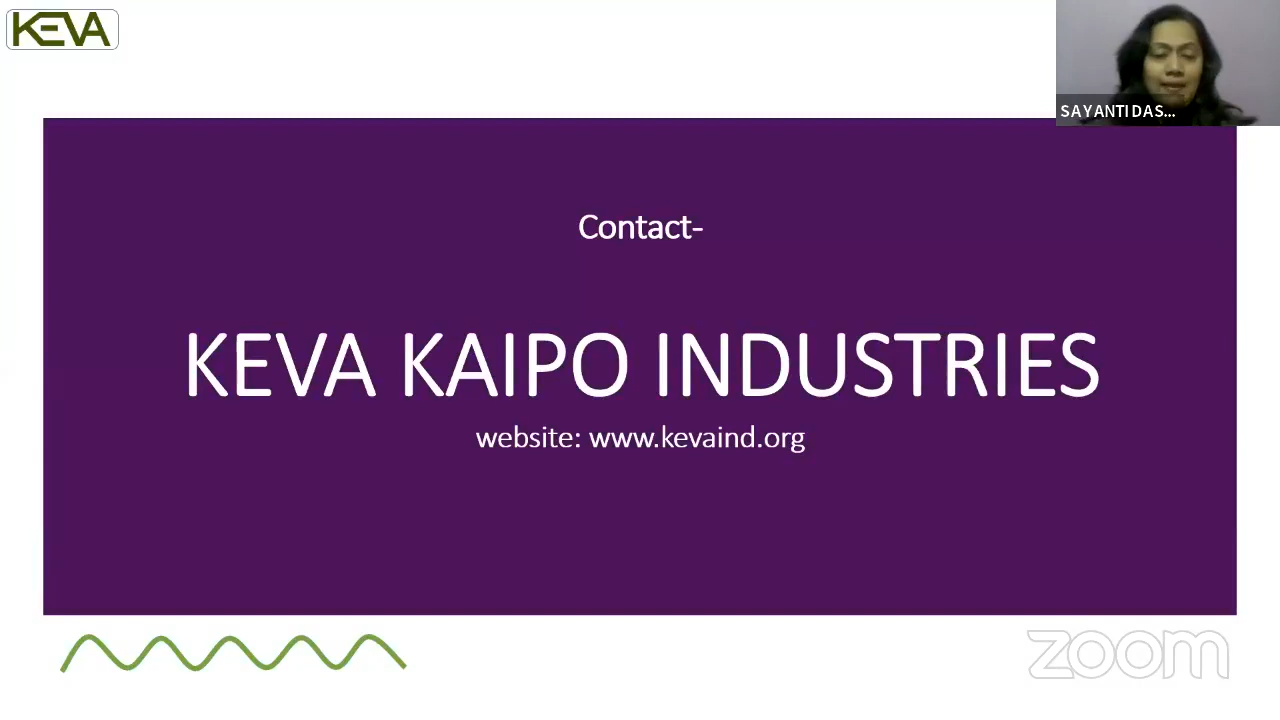 KEVA
SAYANTI DAS...
Contact-
KEVA KAIPO INDUSTRIES
website: www.kevaind.org
zoom